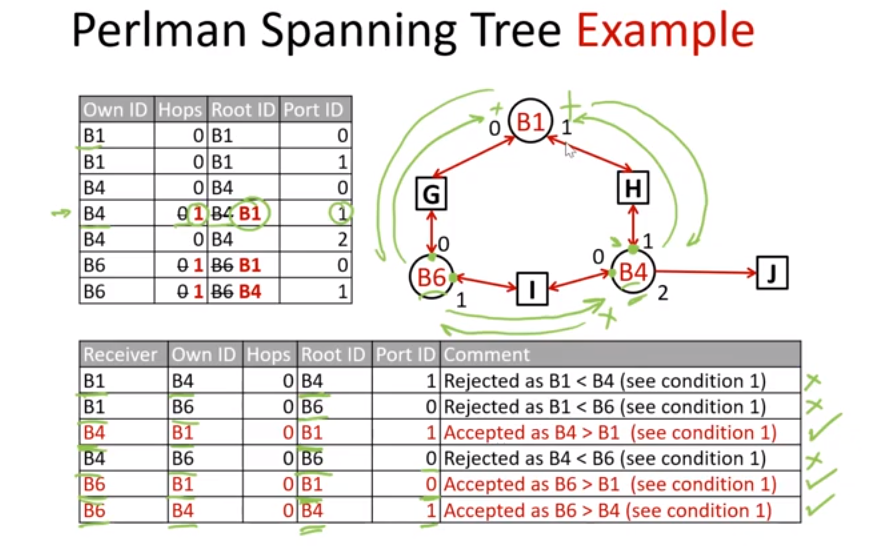 Perlman Spanning Tree Example
Own ID Hops Root ID Port ID
B1 0 B1 0
B1 0 B1 1
B4 0 B4 0
B4 0 1 B4 B1 1
B4 0 B4 2
B6 0 1 B6 B1 0
B6 0 1 B6 B4 1
0 B1 1
G H
0 1
B6 0 B4 J
1 I 2
Receiver Own ID Hops Root ID Port ID Comment
B1 B4 0 B4 1 Rejected as B1 < B4 (see condition 1)
B1 B6 0 B6 0 Rejected as B1 < B6 (see condition 1)
B4 B1 0 B1 1 Accepted as B4 > B1 (see condition 1)
B4 B6 0 B6 0 Rejected as B4 < B6 (see condition 1)
B6 B1 0 B1 0 Accepted as B6 > B1 (see condition 1)
B6 B4 0 B4 1 Accepted as B6 > B4 (see condition 1)